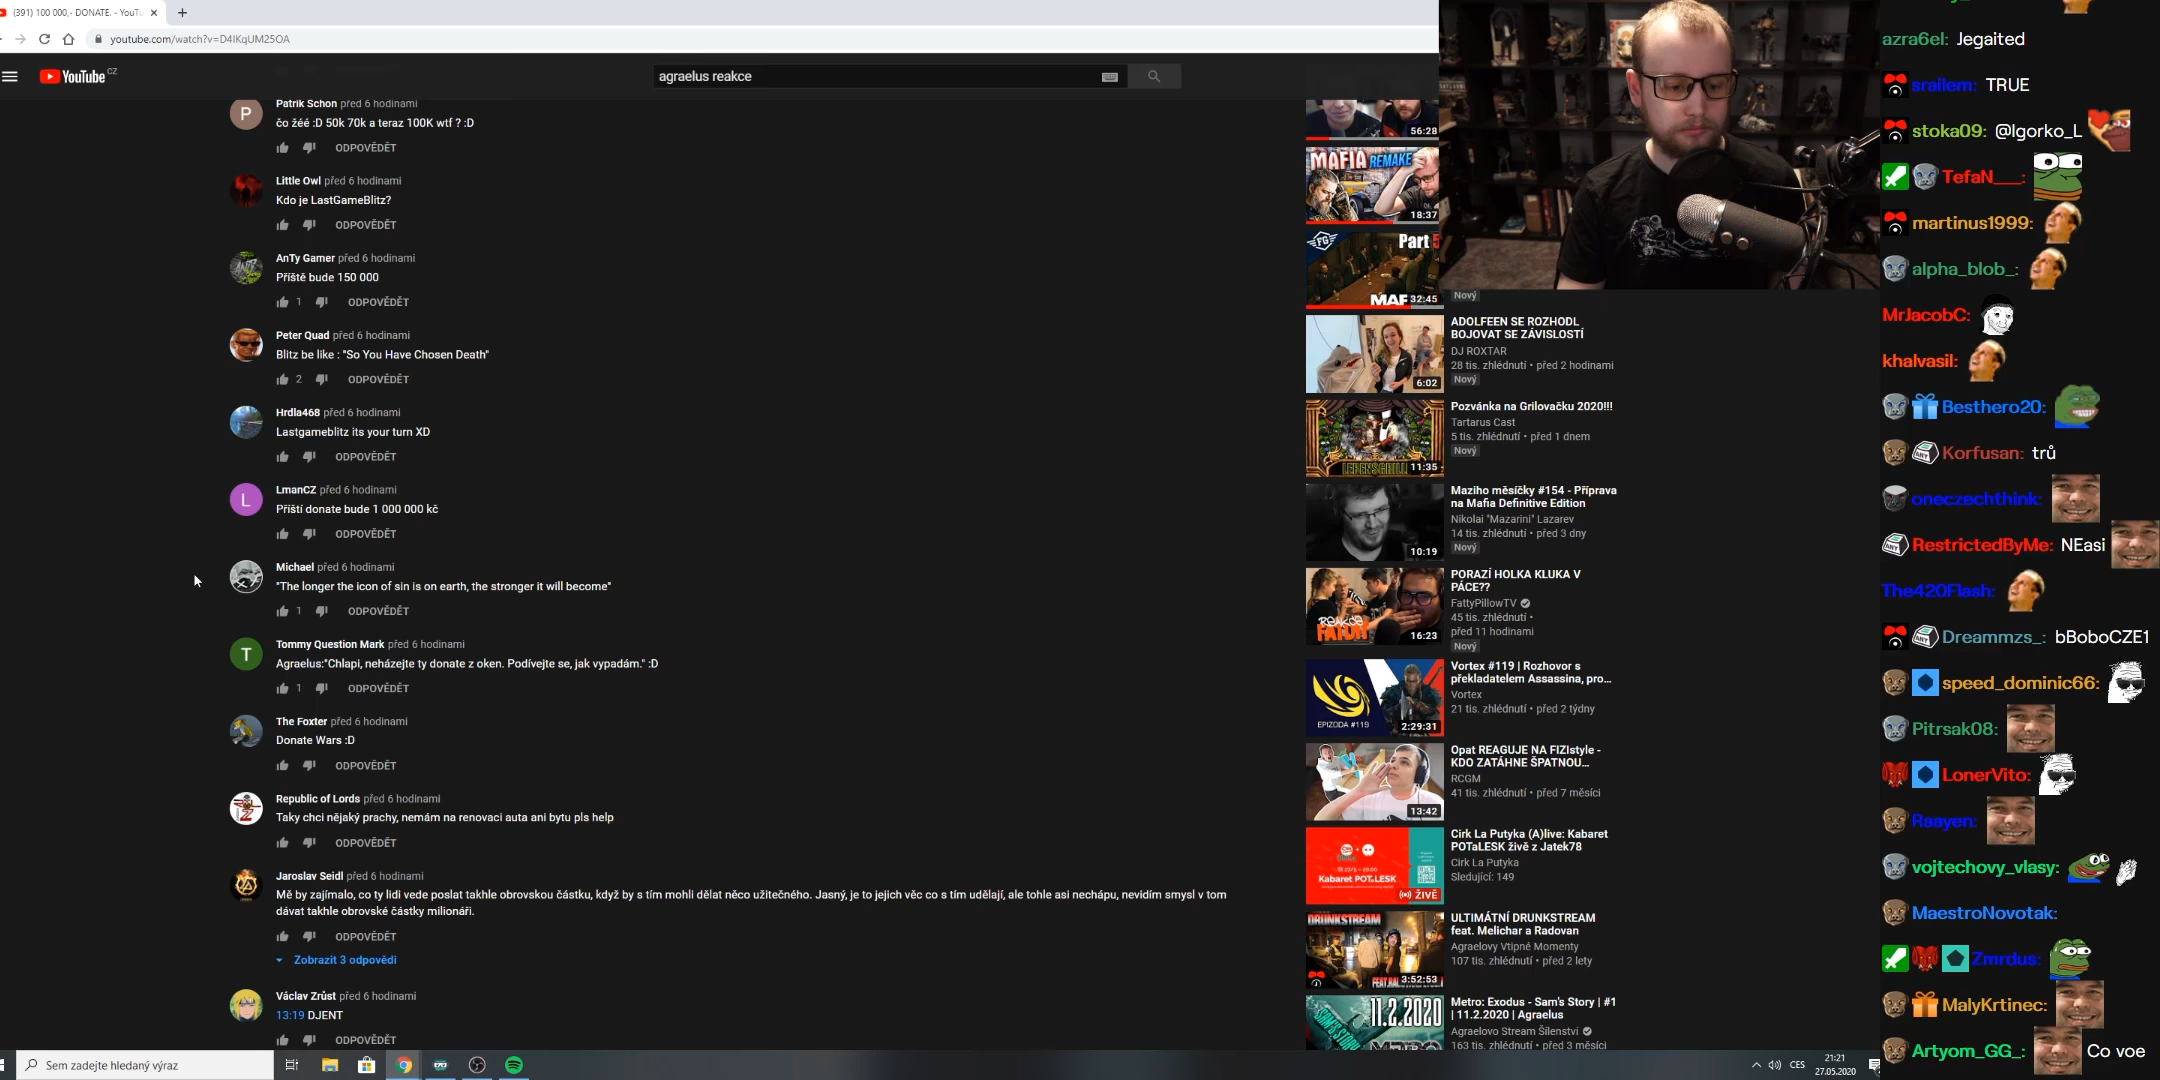 (391) 100 000,- DONATE. - YouTu
youtube.com/watch?v=D4lKqUM25OA
YouTube CZ
agraelus reakce
Patrik Schon před 6 hodinami
čo žéé :D 50k 70k a teraz 100K wtf ? :D
ODPOVĚDĚT
Little Owl před 6 hodinami
Kdo je LastGameBlitz?
ODPOVĚDĚT
AnTy Gamer před 6 hodinami
Příště bude 150 000
1 ODPOVĚDĚT
Peter Quad před 6 hodinami
Blitz be like : "So You Have Chosen Death"
2 ODPOVĚDĚT
Hrdla468 před 6 hodinami
Lastgameblitz its your turn XD
ODPOVĚDĚT
L
LmanCZ před 6 hodinami
Příští donate bude 1 000 000 kč
ODPOVĚDĚT
Michael před 6 hodinami
"The longer the icon of sin is on earth, the stronger it will become"
1 ODPOVĚDĚT
T
Tommy Question Mark před 6 hodinami
Agraelus:"Chlapi, neházejte ty donate z oken. Podívejte se, jak vypadám." :D
1 ODPOVĚDĚT
The Foxter před 6 hodinami
Donate Wars :D
ODPOVĚDĚT
Republic of Lords před 6 hodinami
Taky chci nějaký prachy, nemám na renovaci auta ani bytu pls help
ODPOVĚDĚT
Jaroslav Seidl před 6 hodinami
Mě by zajímalo, co ty lidi vede poslat takhle obrovskou částku, když by s tím mohli dělat něco užitečného. Jasný, je to jejich věc co s tím udělají, ale tohle asi nechápu, nevidím smysl v tom
dávat takhle obrovské částky milionáři.
ODPOVĚDĚT
Zobrazit 3 odpovědi
Václav Zrůst před 6 hodinami
13:19 DJENT
ODPOVĚDĚT
P
56:28
MAFIA REMAKE
18:37
FG
Part 5
MAF 32:45
Nový
ADOLFEEN SE ROZHODL
BOJOVAT SE ZÁVISLOSTÍ
DJ ROXTAR
28 tis. zhlédnutí • před 2 hodinami
Nový
6:02
Pozvánka na Grilovačku 2020!!!
Tartarus Cast
5 tis. zhlédnutí • před 1 dnem
Nový
LEBENSGRILL 11:35
Maziho měsíčky #154 - Příprava
na Mafia Definitive Edition
Nikolai "Mazarini" Lazarev
14 tis. zhlédnutí • před 3 dny
Nový
10:19
PORAZÍ HOLKA KLUKA V
PÁCE??
FattyPillowTV
45 tis. zhlédnutí •
před 11 hodinami
Nový
REAKCE
16:23
Vortex #119 | Rozhovor s
překladatelem Assassina, pro...
Vortex
21 tis. zhlédnutí • před 2 týdny
EPIZODA #119
2:29:31
Opat REAGUJE NA FIZIstyle -
KDO ZATÁHNE ŠPATNOU...
RCGM
41 tis. zhlédnutí • před 7 měsíci
13:42
Cirk La Putyka (A)live: Kabaret
POTaLESK živě z Jatek78
Cirk La Putyka
Sledující: 149
Kabaret POTaLESK
ŽIVĚ
ULTIMÁTNÍ DRUNKSTREAM
feat. Melichar a Radovan
Agraelovy Vtipné Momenty
107 tis. zhlédnutí • před 2 lety
DRUNKSTREAM
3:52:53
Metro: Exodus - Sam's Story | #1
| 11.2.2020 | Agraelus
Agraelovo Stream Šílenství
163 tis. zhlédnutí • před 3 měsíci
11.2.2020
SAM'S STORY
METRO
azra6el: Jegaited
srailem: TRUE
stoka09: @Igorko_L
TefaN___:
martinus1999:
alpha_blob_:
MrJacobC:
khalvasil:
Besthero20:
Korfusan: trů
oneczechthink:
RestrictedByMe: NEasi
The420Flash:
Dreammzs_: bBoboCZE1
speed_dominic66:
Pitrsak08:
LonerVito:
Raayen:
vojtechovy_vlasy:
MaestroNovotak:
Zmrdus:
MalyKrtinec:
Artyom_GG_: Co voe
Sem zadejte hledaný výraz
CES
21:21
27.05.2020